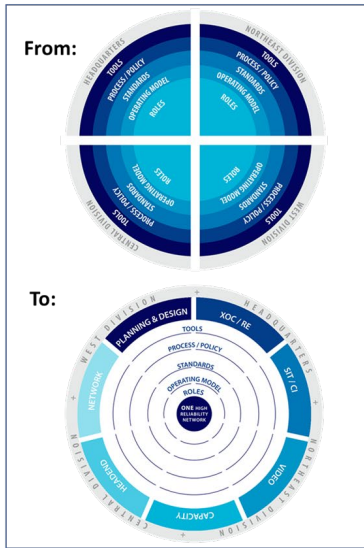 From:
HEADQUARTERS
TOOLS
PROCESS / POLICY
STANDARDS
OPERATING MODEL
ROLES
NORTHEAST DIVISION
TOOLS
PROCESS / POLICY
STANDARDS
OPERATING MODEL
ROLES
ROLES
OPERATING MODEL
STANDARDS
PROCESS / POLICY
TOOLS
CENTRAL DIVISION
ROLES
OPERATING MODEL
STANDARDS
PROCESS / POLICY
TOOLS
WEST DIVISION
To:
WEST DIVISION
HEADQUARTERS
NORTHEAST DIVISION
CENTRAL DIVISION
PLANNING & DESIGN
XOC / RE
SIT / CI
VIDEO
CAPACITY
HEADEND
NETWORK
TOOLS
PROCESS / POLICY
STANDARDS
OPERATING MODEL
ROLES
ONE HIGH
RELIABILITY
NETWORK